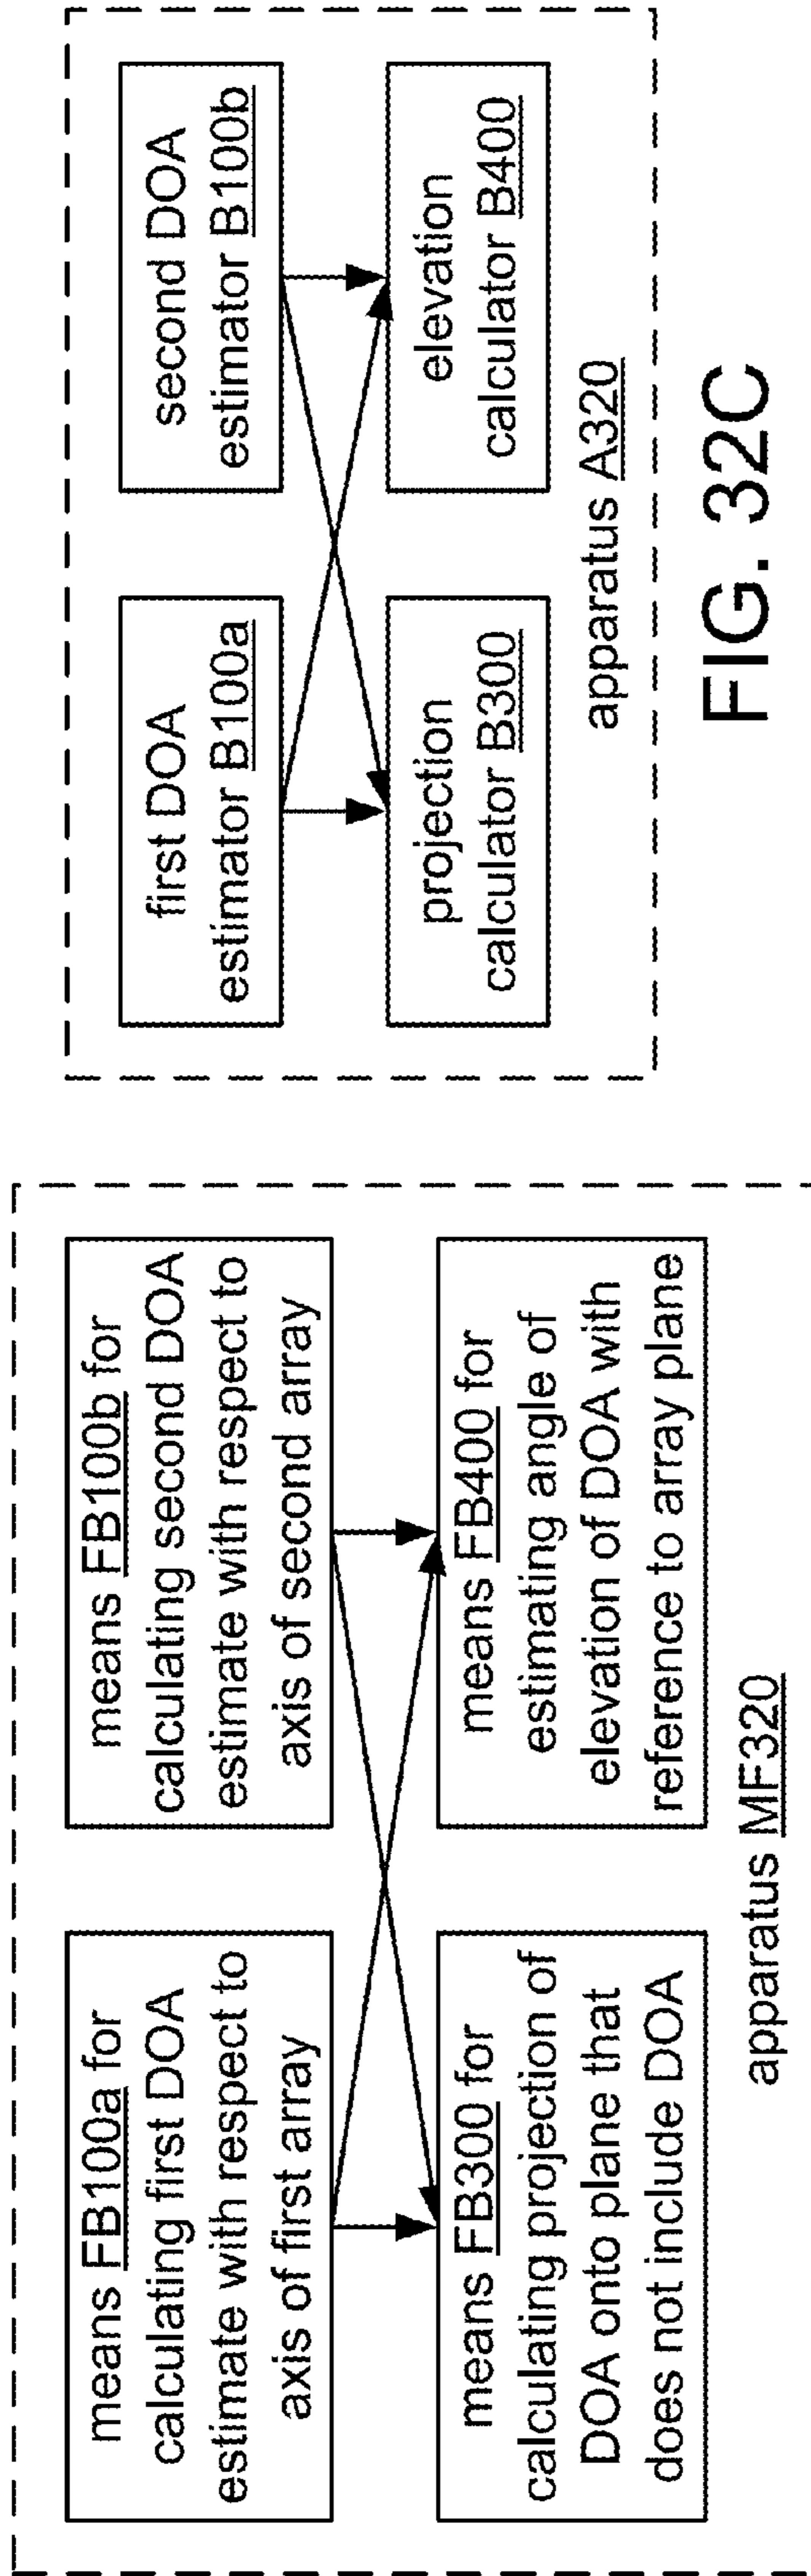 means FB100a for
calculating first DOA
estimate with respect to
axis of first array
means FB100b for
calculating second DOA
estimate with respect to
axis of second array
means FB300 for
calculating projection of
DOA onto plane that
does not include DOA
means FB400 for
estimating angle of
elevation of DOA with
reference to array plane
apparatus MF320
first DOA
estimator B100a
second DOA
estimator B100b
projection
calculator B300
elevation
calculator B400
apparatus A320
FIG. 32C